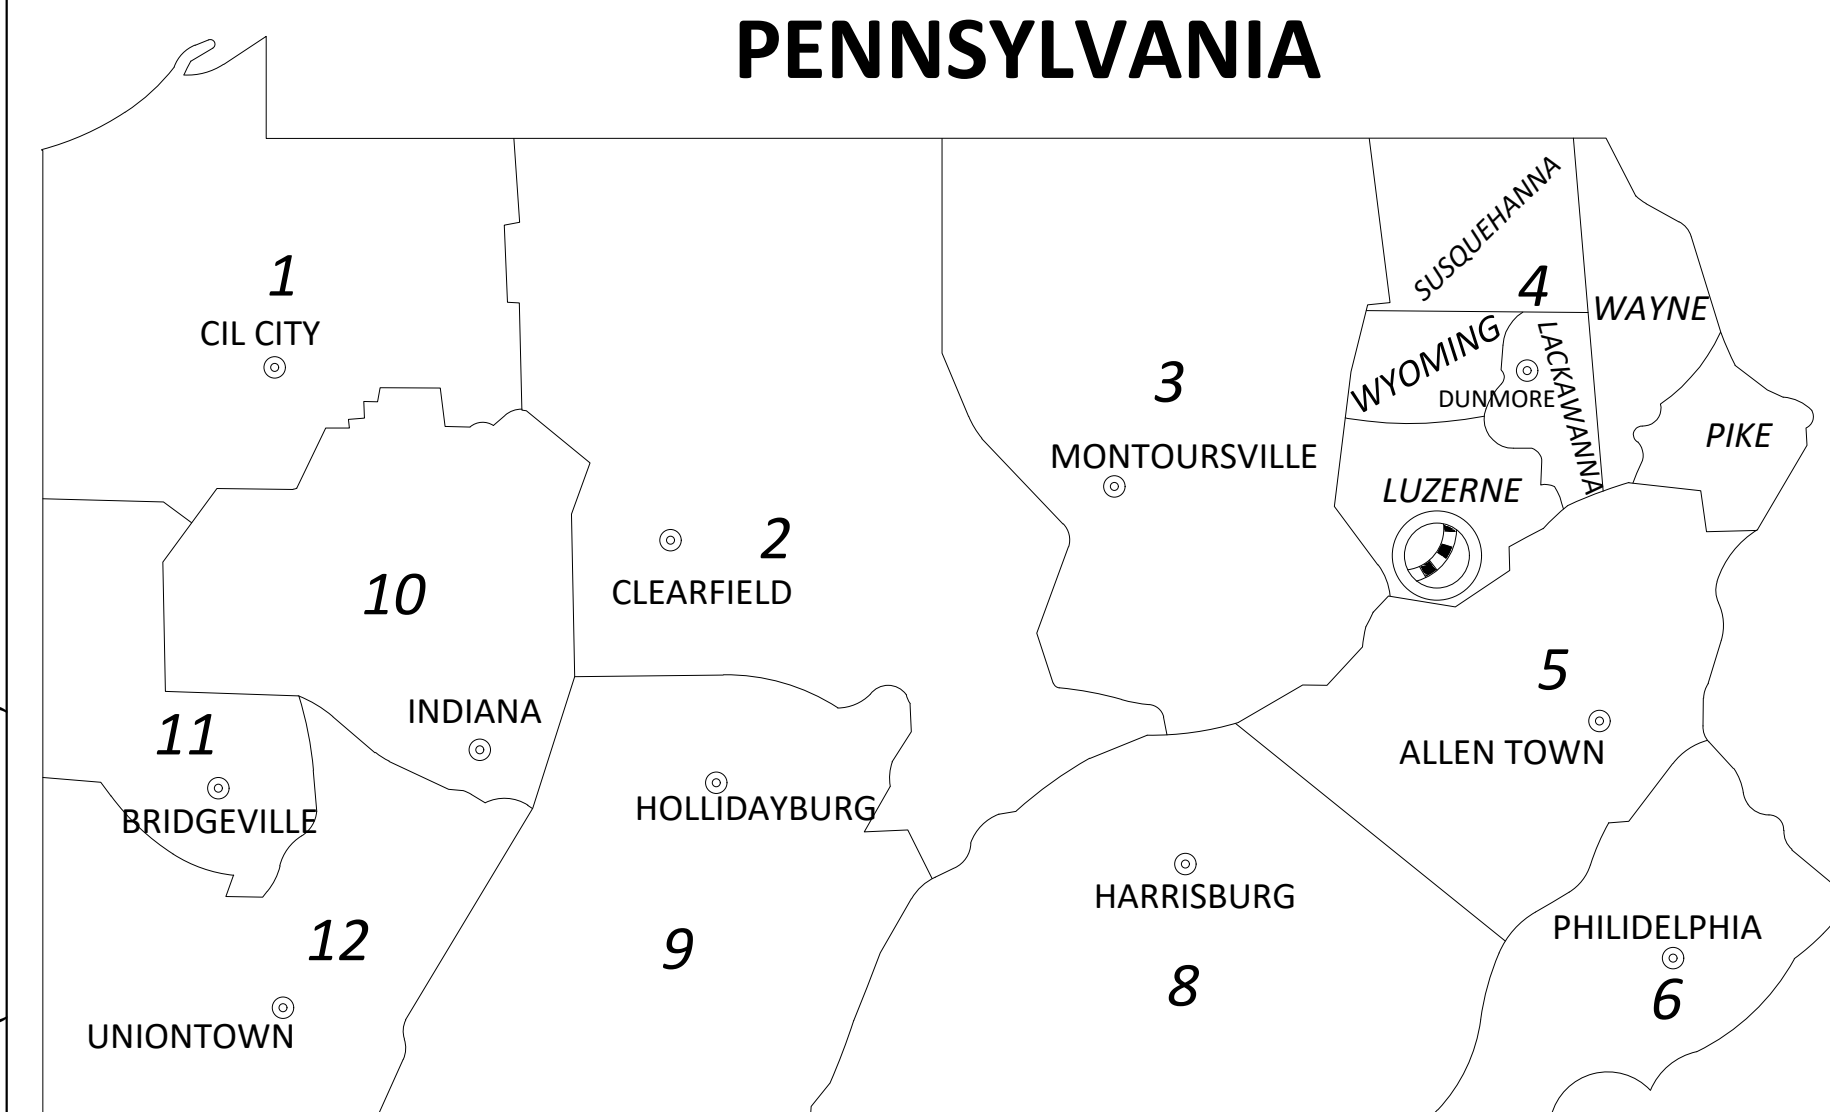 PENNSYLVANIA
SUSQUEHANNA
1
4
WAYNE
CIL CITY
WYOMING
LACKAWANNA
3
DUNMORE
PIKE
MONTOURSVILLE
LUZERNE
2
CLEARFIELD
10
5
INDIANA
11
ALLEN TOWN
HOLLIDAYBURG
BRIDGEVILLE
HARRISBURG
PHILIDELPHIA
12
9
8
6
UNIONTOWN